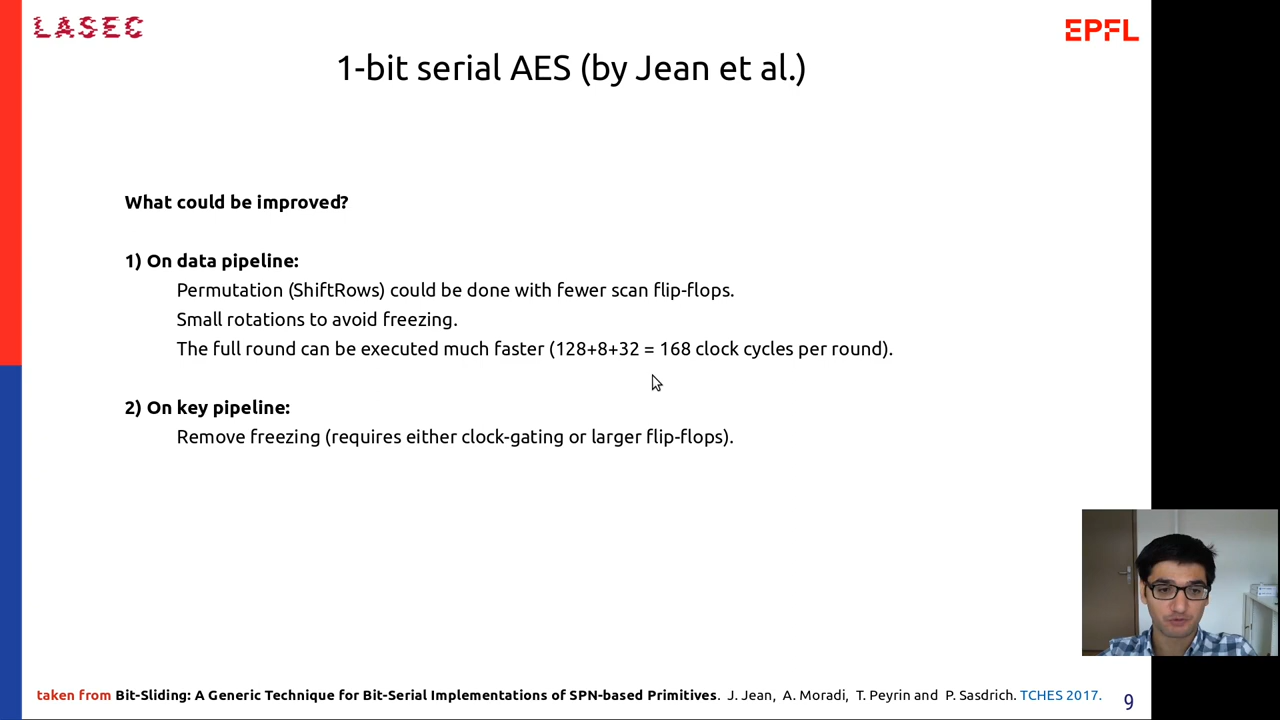 LASEC
EPFL
1-bit serial AES (by Jean et al.)
What could be improved?
1) On data pipeline:
Permutation (ShiftRows) could be done with fewer scan flip-flops.
Small rotations to avoid freezing.
The full round can be executed much faster (128+8+32 = 168 clock cycles per round).
2) On key pipeline:
Remove freezing (requires either clock-gating or larger flip-flops).
taken from Bit-Sliding: A Generic Technique for Bit-Serial Implementations of SPN-based Primitives. J. Jean, A. Moradi, T. Peyrin and P. Sasdrich. TCHES 2017.
9